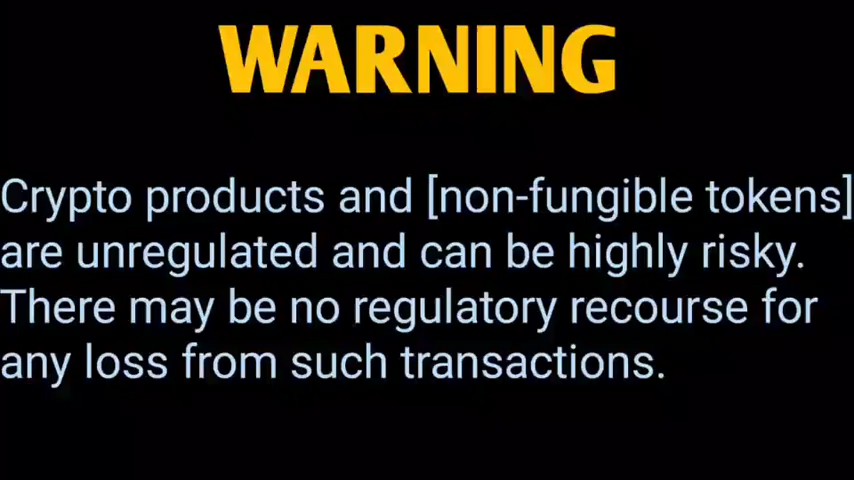 WARNING
Crypto products and [non-fungible tokens]
are unregulated and can be highly risky.
There may be no regulatory recourse for
any loss from such transactions.